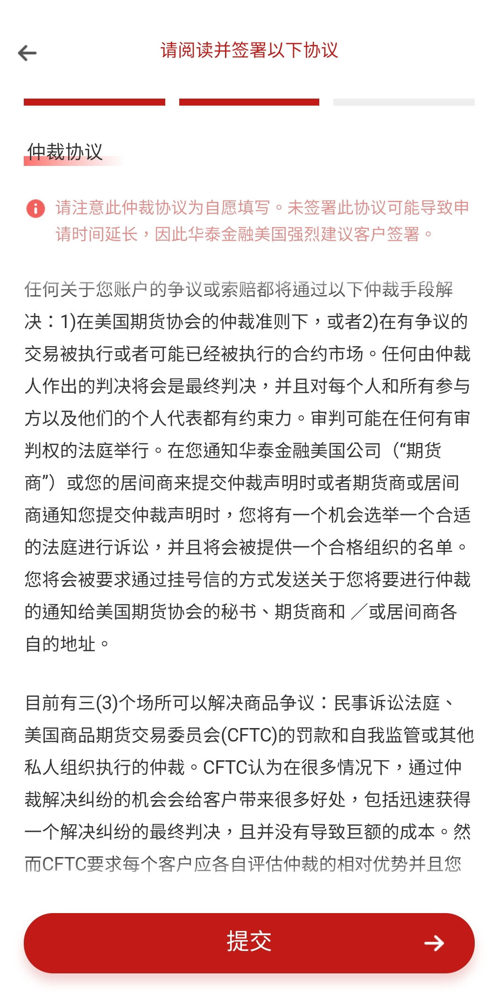 请阅读并签署以下协议
仲裁协议
请注意此仲裁协议为自愿填写。未签署此协议可能导致申
请时间延长，因此华泰金融美国强烈建议客户签署。
任何关于您账户的争议或索赔都将通过以下仲裁手段解
决：1)在美国期货协会的仲裁准则下，或者2)在有争议的
交易被执行或者可能已经被执行的合约市场。任何由仲裁
人作出的判决将会是最终判决，并且对每个人和所有参与
方以及他们的个人代表都有约束力。审判可能在任何有审
判权的法庭举行。在您通知华泰金融美国公司（“期货
商”）或您的居间商来提交仲裁声明时或者期货商或居间
商通知您提交仲裁声明时，您将有一个机会选举一个合适
的法庭进行诉讼，并且将会被提供一个合格组织的名单。
您将会被要求通过挂号信的方式发送关于您将要进行仲裁
的通知给美国期货协会的秘书、期货商和 ／或居间商各
自的地址。
目前有三(3)个场所可以解决商品争议：民事诉讼法庭、
美国商品期货交易委员会(CFTC)的罚款和自我监管或其他
私人组织执行的仲裁。CFTC认为在很多情况下，通过仲
裁解决纠纷的机会会给客户带来很多好处，包括迅速获得
一个解决纠纷的最终判决，且并没有导致巨额的成本。然
而CFTC要求每个客户应各自评估仲裁的相对优势并且您
提交